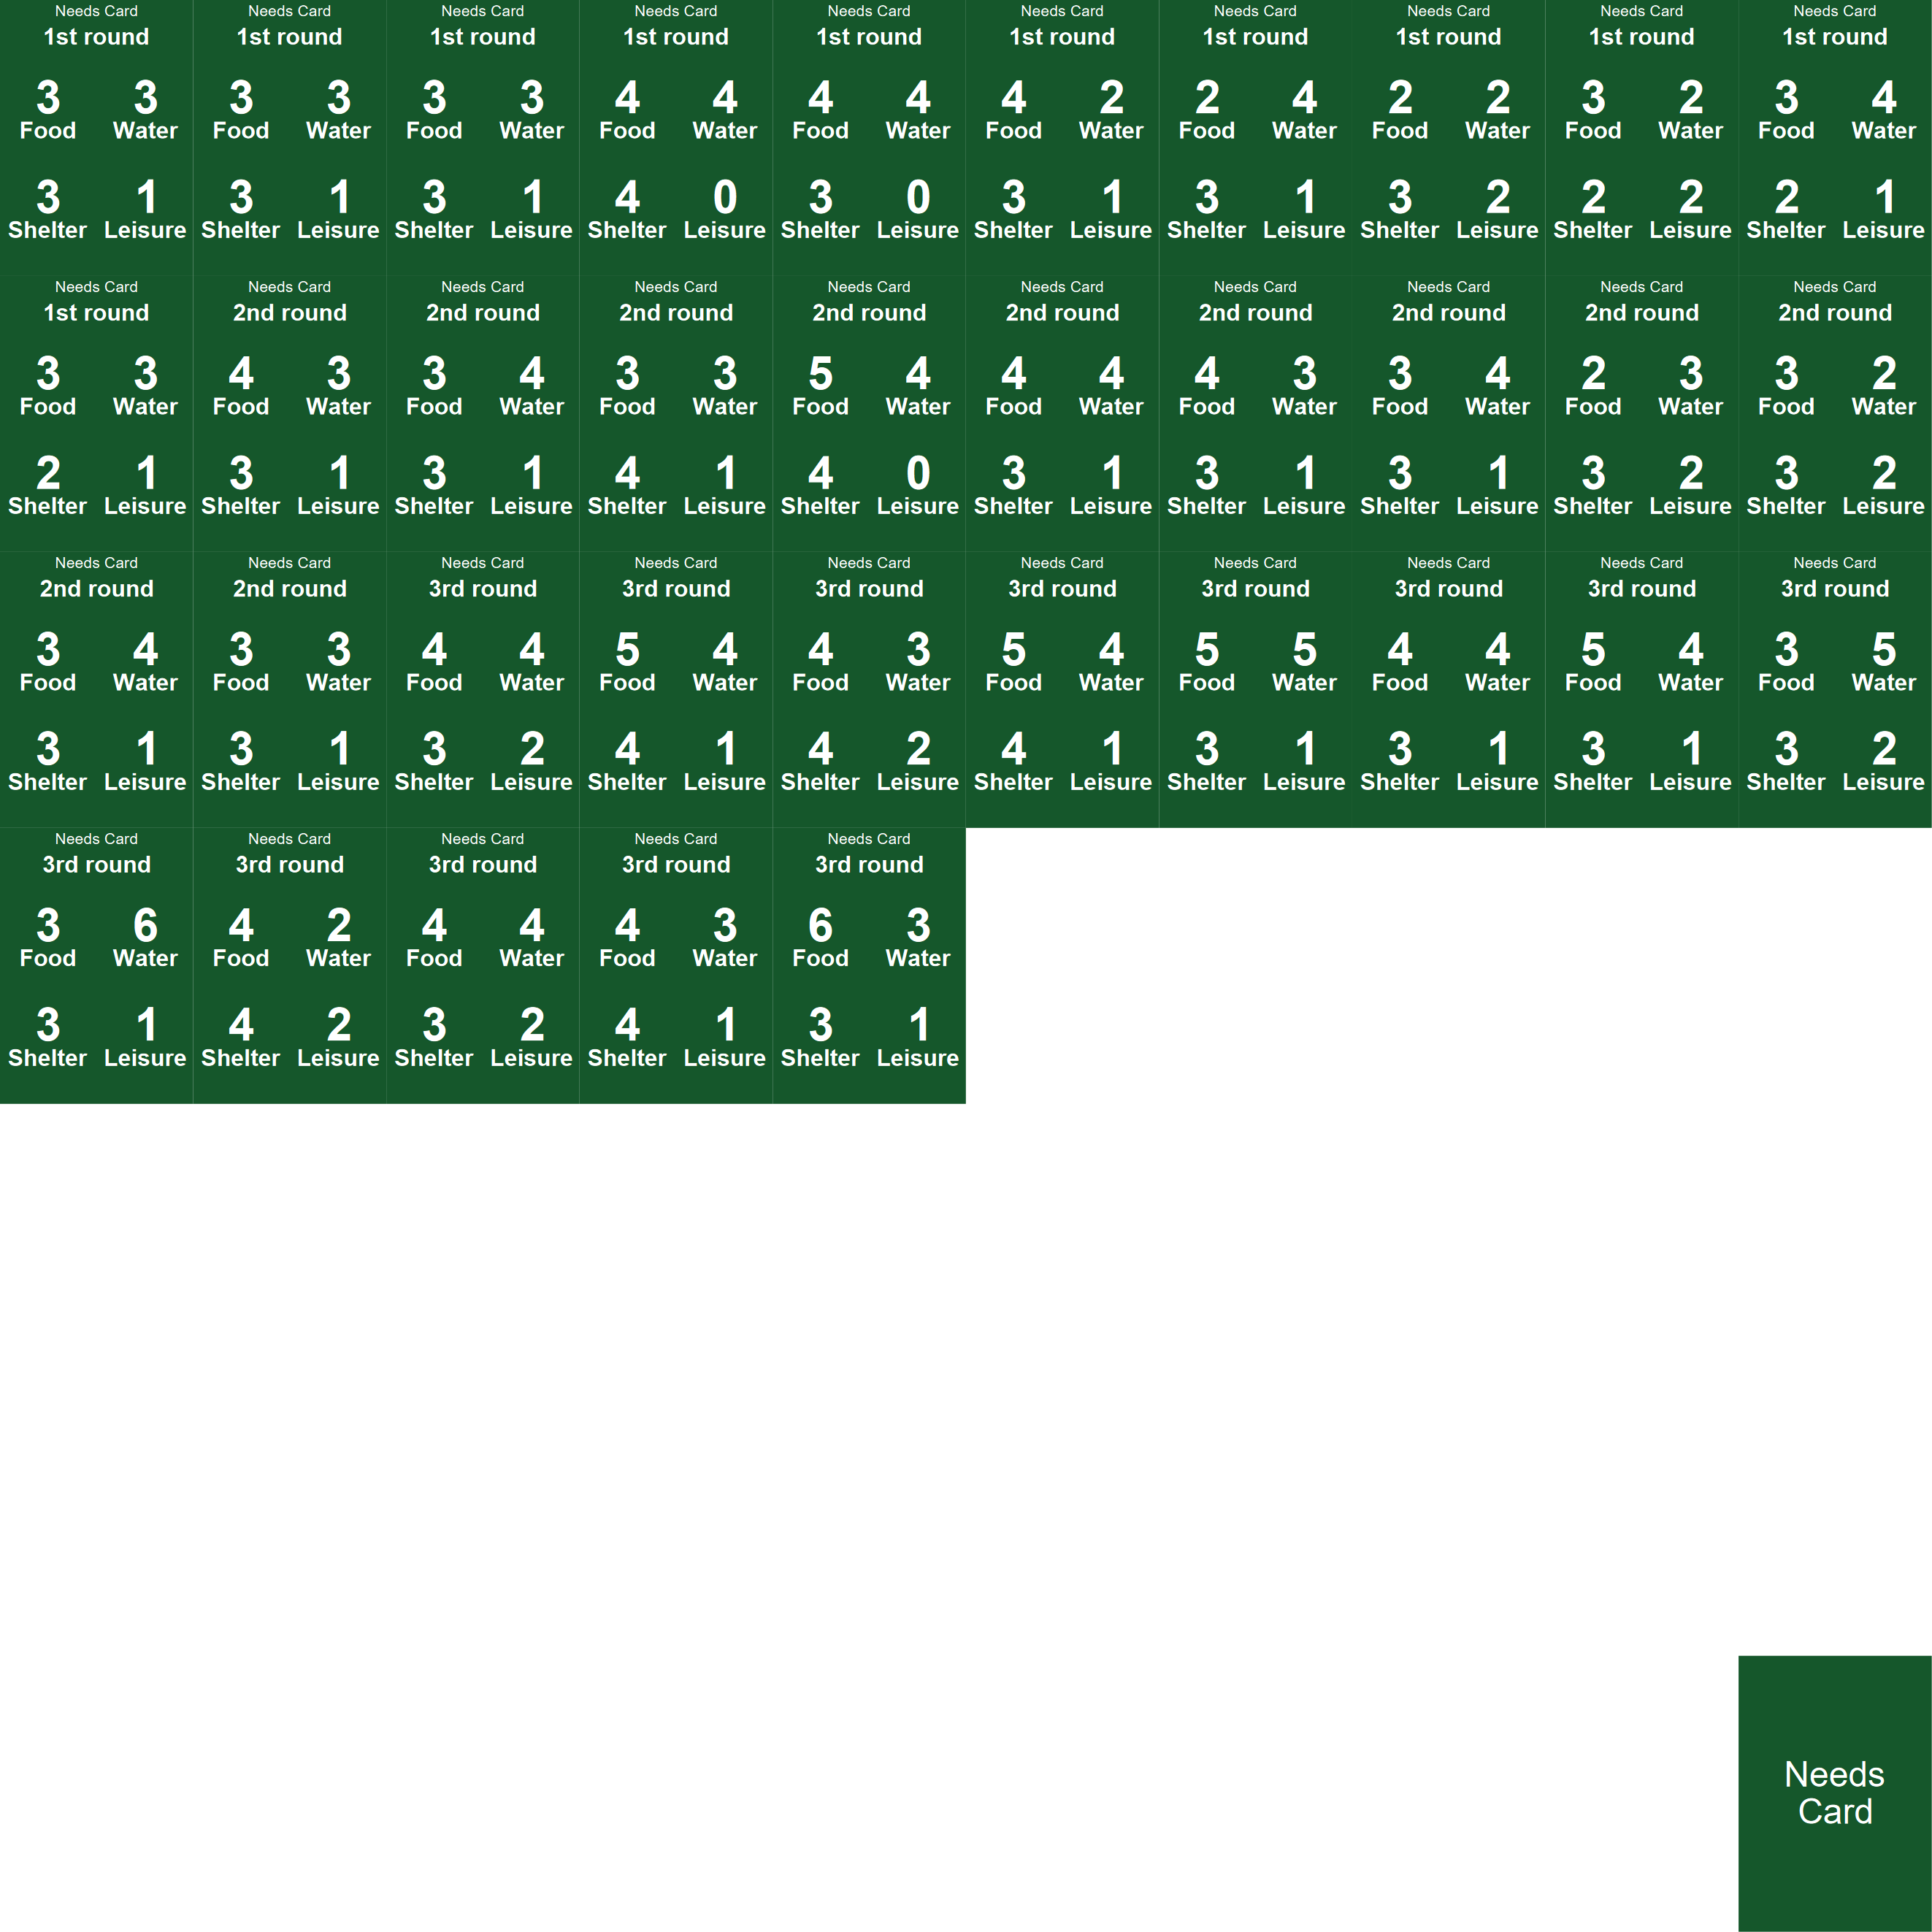 Needs Card Needs Card Needs Card Needs Card Needs Card Needs Card Needs Card Needs Card Needs Card Needs Card
1st round 1st round 1st round 1st round 1st round 1st round 1st round 1st round 1st round 1st round
3 3 3 3 3 3 4 4 4 4 4 2 2 4 2 2 3 2 3 4
Food Water Food Water Food Water Food Water Food Water Food Water Food Water Food Water Food Water Food Water
3 1 3 1 3 1 4 0 3 0 3 1 3 1 3 2 2 2 2 1
Shelter Leisure Shelter Leisure Shelter Leisure Shelter Leisure Shelter Leisure Shelter Leisure Shelter Leisure Shelter Leisure Shelter Leisure Shelter Leisure
Needs Card Needs Card Needs Card Needs Card Needs Card Needs Card Needs Card Needs Card Needs Card Needs Card
1st round 2nd round 2nd round 2nd round 2nd round 2nd round 2nd round 2nd round 2nd round 2nd round
3 3 4 3 3 4 3 3 5 4 4 4 4 3 3 4 2 3 3 2
Food Water Food Water Food Water Food Water Food Water Food Water Food Water Food Water Food Water Food Water
2 1 3 1 3 1 4 1 4 0 3 1 3 1 3 1 3 2 3 2
Shelter Leisure Shelter Leisure Shelter Leisure Shelter Leisure Shelter Leisure Shelter Leisure Shelter Leisure Shelter Leisure Shelter Leisure Shelter Leisure
Needs Card Needs Card Needs Card Needs Card Needs Card Needs Card Needs Card Needs Card Needs Card Needs Card
2nd round 2nd round 3rd round 3rd round 3rd round 3rd round 3rd round 3rd round 3rd round 3rd round
3 4 3 3 4 4 5 4 4 3 5 4 5 5 4 4 5 4 3 5
Food Water Food Water Food Water Food Water Food Water Food Water Food Water Food Water Food Water Food Water
3 1 3 1 3 2 4 1 4 2 4 1 3 1 3 1 3 1 3 2
Shelter Leisure Shelter Leisure Shelter Leisure Shelter Leisure Shelter Leisure Shelter Leisure Shelter Leisure Shelter Leisure Shelter Leisure Shelter Leisure
Needs Card Needs Card Needs Card Needs Card Needs Card
3rd round 3rd round 3rd round 3rd round 3rd round
3 6 4 2 4 4 4 3 6 3
Food Water Food Water Food Water Food Water Food Water
3 1 4 2 3 2 4 1 3 1
Shelter Leisure Shelter Leisure Shelter Leisure Shelter Leisure Shelter Leisure
Needs
Card